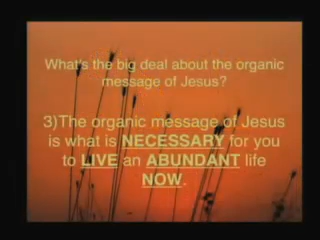 What's the big deal about the organic
message of Jesus?
3)The organic message of Jesus
is what is NECESSARY for you
to LIVE an ABUNDANT life
NOW.